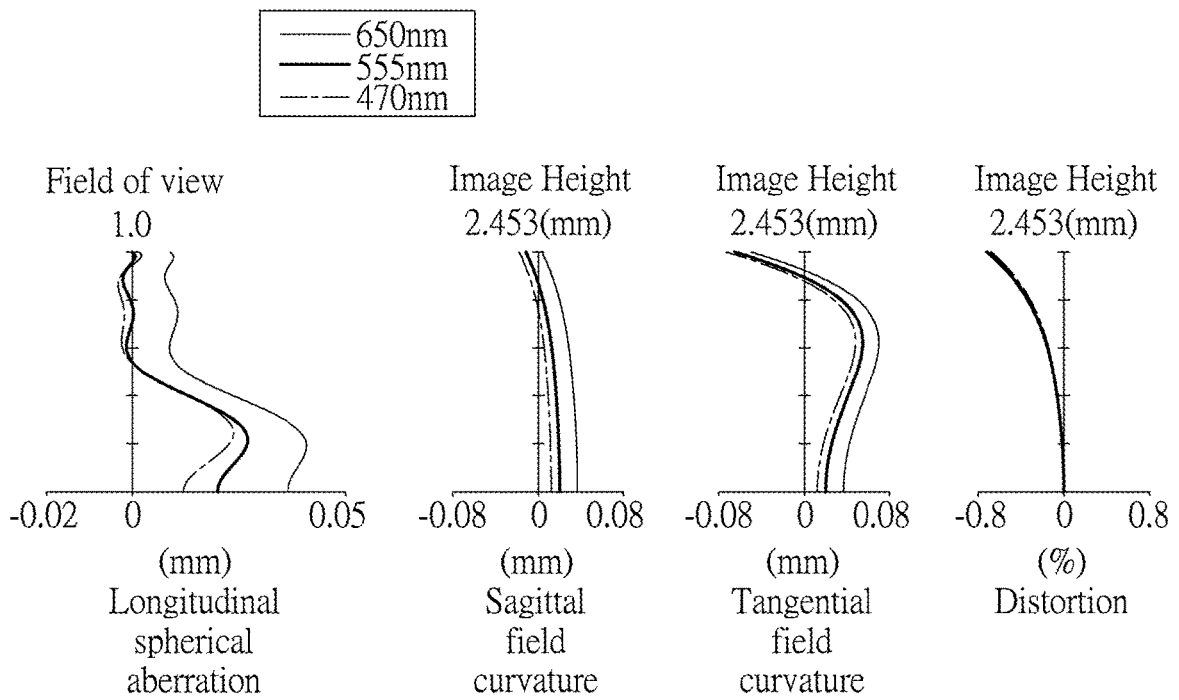 650nm
555nm
470nm
Field of view
1.0
-0.02 0 0.05
(mm)
Longitudinal
spherical
aberration
Image Height
2.453(mm)
-0.08 0 0.08
(mm)
Sagittal
field
curvature
Image Height
2.453(mm)
-0.08 0 0.08
(mm)
Tangential
field
curvature
Image Height
2.453(mm)
-0.8 0 0.8
(%)
Distortion